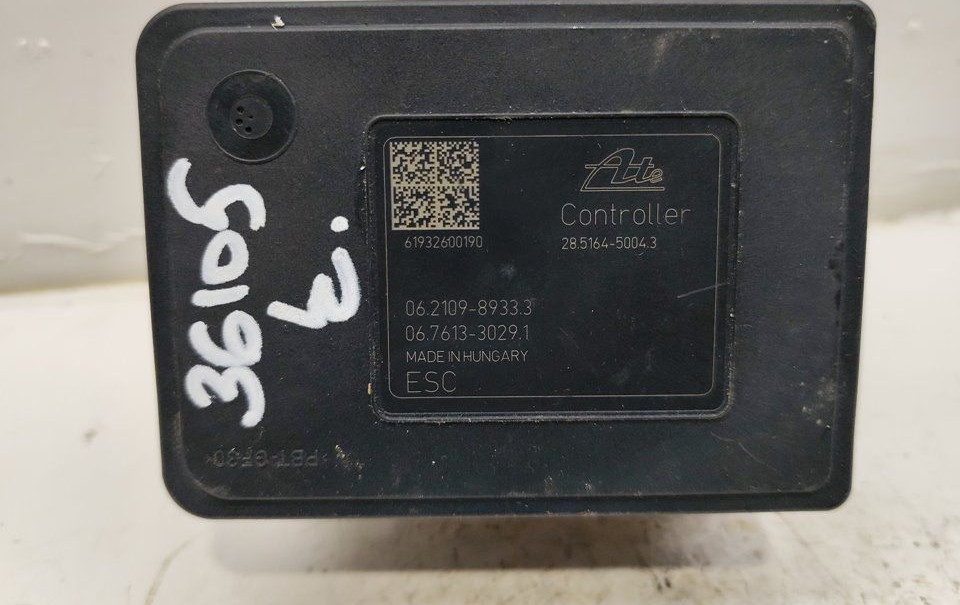 Ate
Controller
61932600190
28.5164-5004.3
06.2109-8933.3
06.7613-3029.1
MADE IN HUNGARY
ESC
36105
>PBT-GF30<